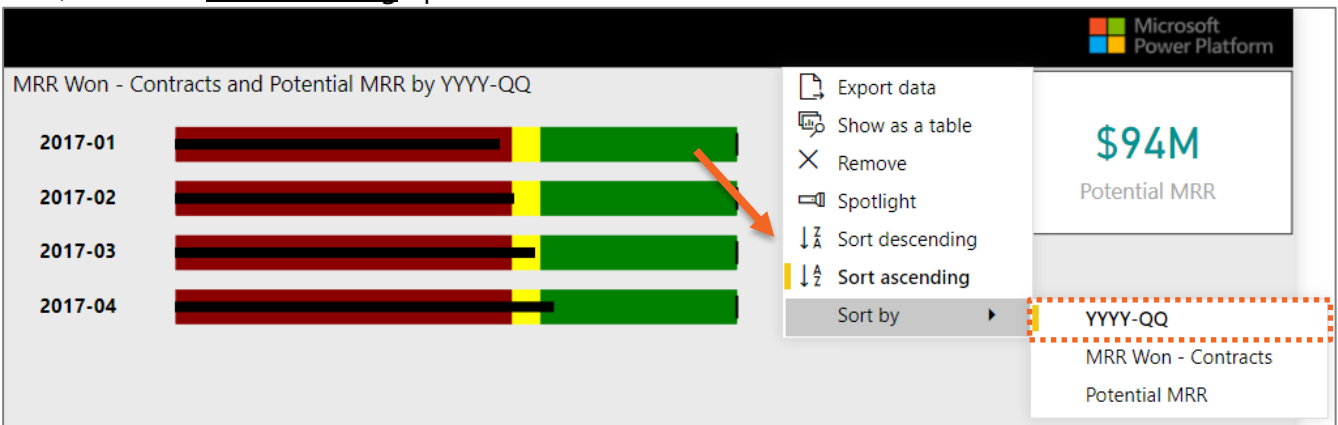 Microsoft
Power Platform
MRR Won - Contracts and Potential MRR by YYYY-QQ
2017-01
2017-02
2017-03
2017-04
Export data
Show as a table
Remove
Spotlight
Sort descending
Sort ascending
Sort by
YYYY-QQ
MRR Won - Contracts
Potential MRR
$94M
Potential MRR